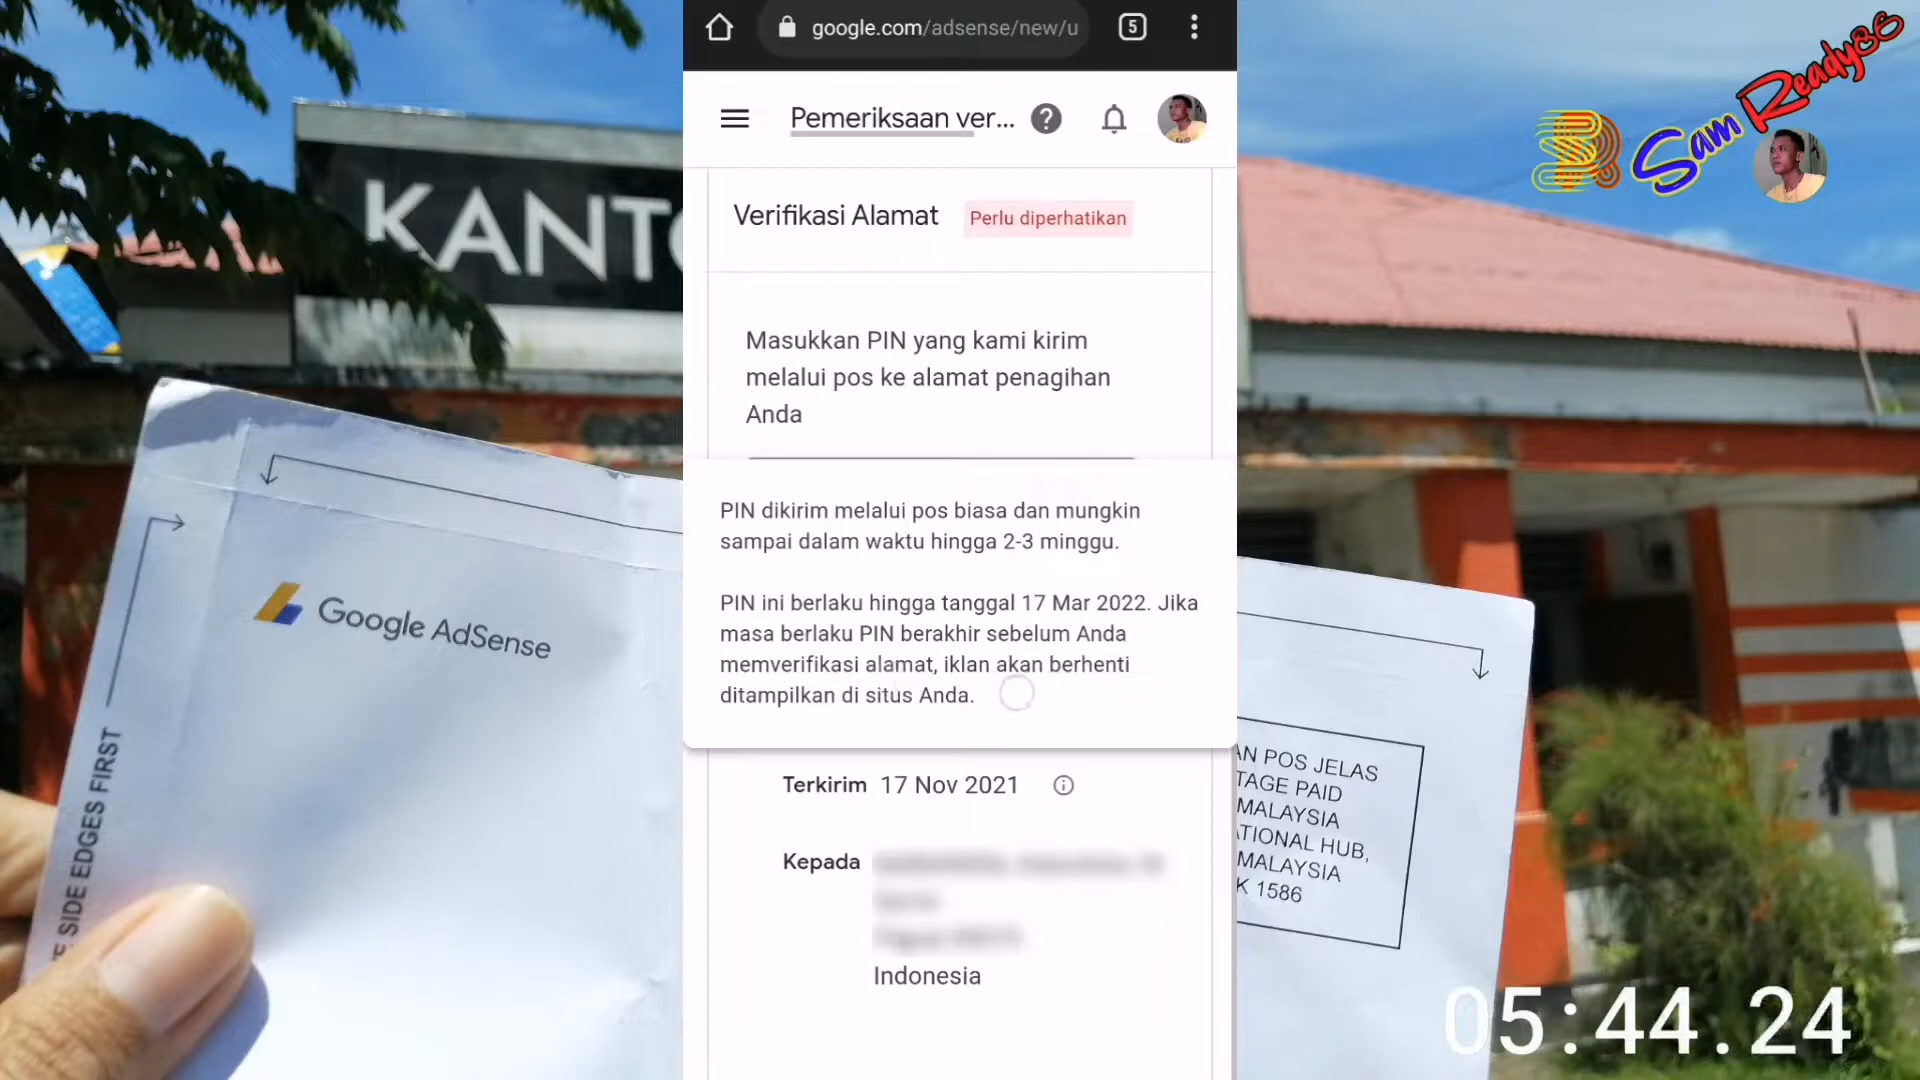 google.com/adsense/new/u
5
Pemeriksaan ver...
Verifikasi Alamat
Perlu diperhatikan
Masukkan PIN yang kami kirim
melalui pos ke alamat penagihan
Anda
PIN dikirim melalui pos biasa dan mungkin
sampai dalam waktu hingga 2-3 minggu.
PIN ini berlaku hingga tanggal 17 Mar 2022. Jika
masa berlaku PIN berakhir sebelum Anda
memverifikasi alamat, iklan akan berhenti
ditampilkan di situs Anda.
Terkirim 17 Nov 2021
Kepada
Indonesia
KANTO
Google AdSense
SIDE EDGES FIRST
AN POS JELAS
TAGE PAID
MALAYSIA
ATIONAL HUB,
MALAYSIA
K 1586
Sam Ready86
05:44.24